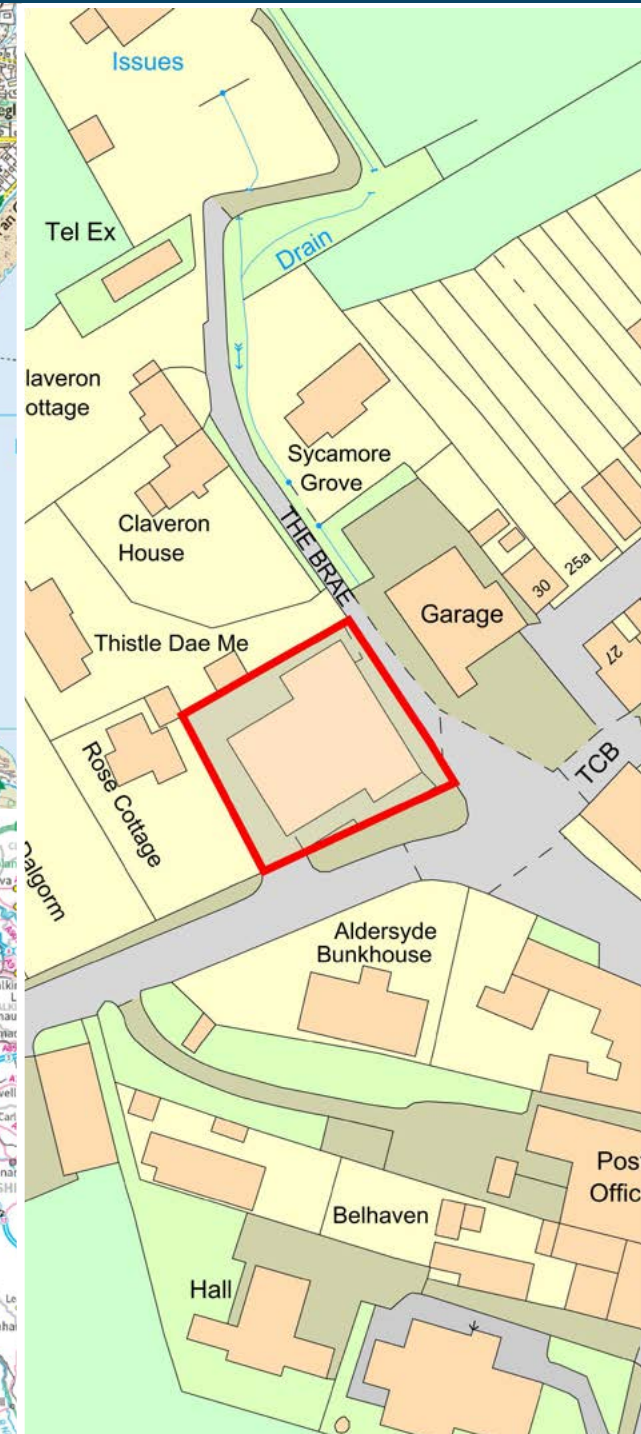 Issues
Tel Ex
Drain
laveron
ottage
Sycamore
Grove
Claveron
House
THE BRAE
Garage
30
25a
27
Thistle Dae Me
TCB
Rose Cottage
Dalgorm
Aldersyde
Bunkhouse
Pos
Offic
Belhaven
Hall